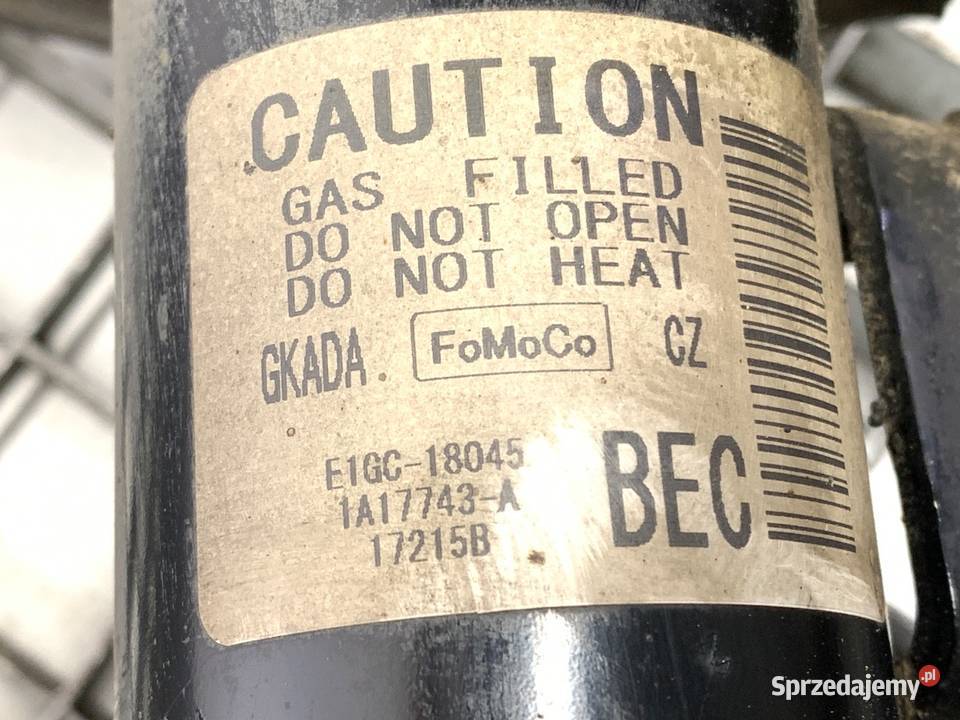 CAUTION
GAS FILLED
DO NOT OPEN
DO NOT HEAT
GKADA FoMoCo CZ
E1GC-18045
1A17743-A
17215B
BEC
Sprzedajemy.pl